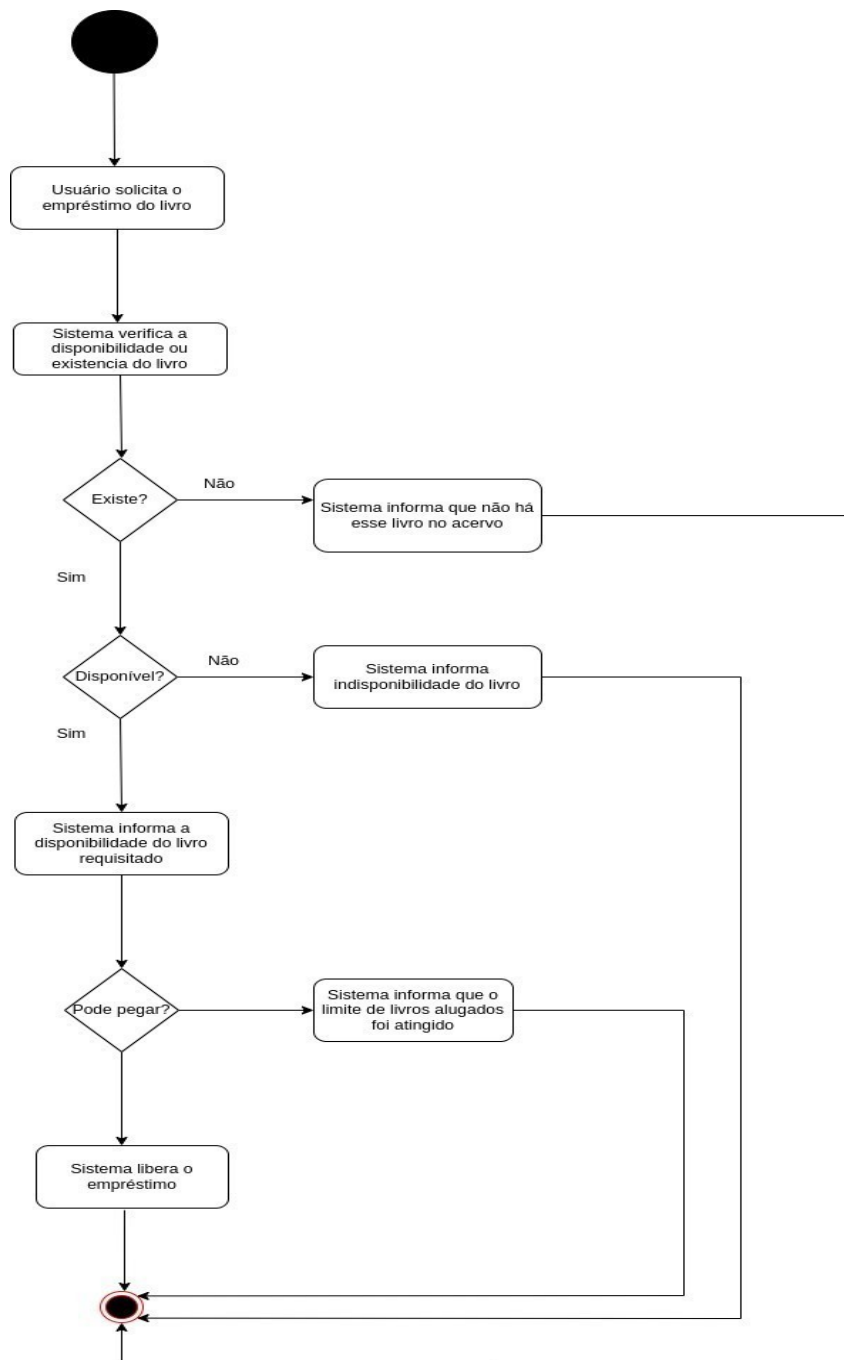 Usuário solicita o
empréstimo do livro
Sistema verifica a
disponibilidade ou
existencia do livro
Existe?
Não
Sistema informa que não há
esse livro no acervo
Sim
Disponível?
Não
Sistema informa
indisponibilidade do livro
Sim
Sistema informa a
disponibilidade do livro
requisitado
Pode pegar?
Sistema informa que o
limite de livros alugados
foi atingido
Sistema libera o
empréstimo